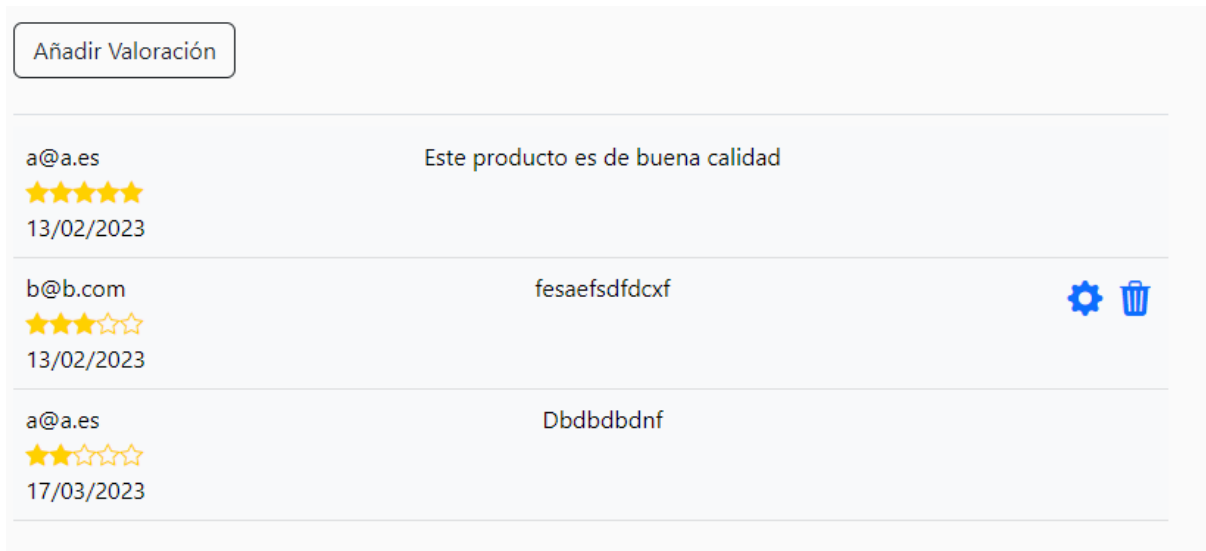 Añadir Valoración
a@a.es
Este producto es de buena calidad
13/02/2023
b@b.com
fesaefsdfdcxf
13/02/2023
a@a.es
Dbdbdbdnf
17/03/2023